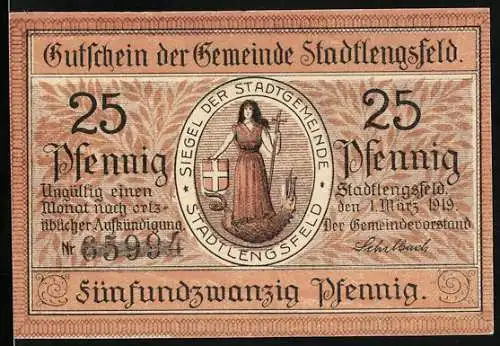 Gutschein der Gemeinde Stadtlengsfeld.
25
Pfennig
Ungültig einen
Monat nach orts-
üblicher Aufkündigung.
Nr 65994
* SIEGEL DER STADTGEMEINDE *
STADTLENGSFELD
25
Pfennig
Stadtlengsfeld,
den 1. März 1919.
Der Gemeindevorstand
Fünfundzwanzig Pfennig.